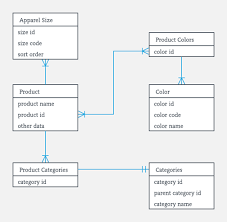 Apparel Size
size id
size code
sort order
Product Colors
color id
Product
product name
product id
other data
Color
color id
color code
color name
Product Categories
category id
Categories
category id
parent category id
category name